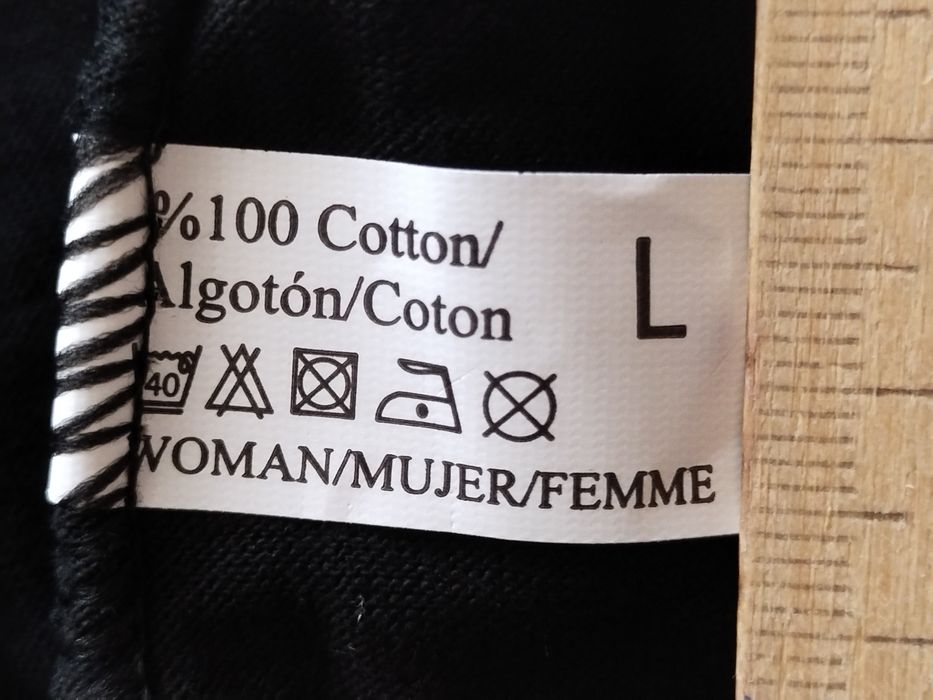 %100 Cotton/
Algotón/Coton
L
40
WOMAN/MUJER/FEMME